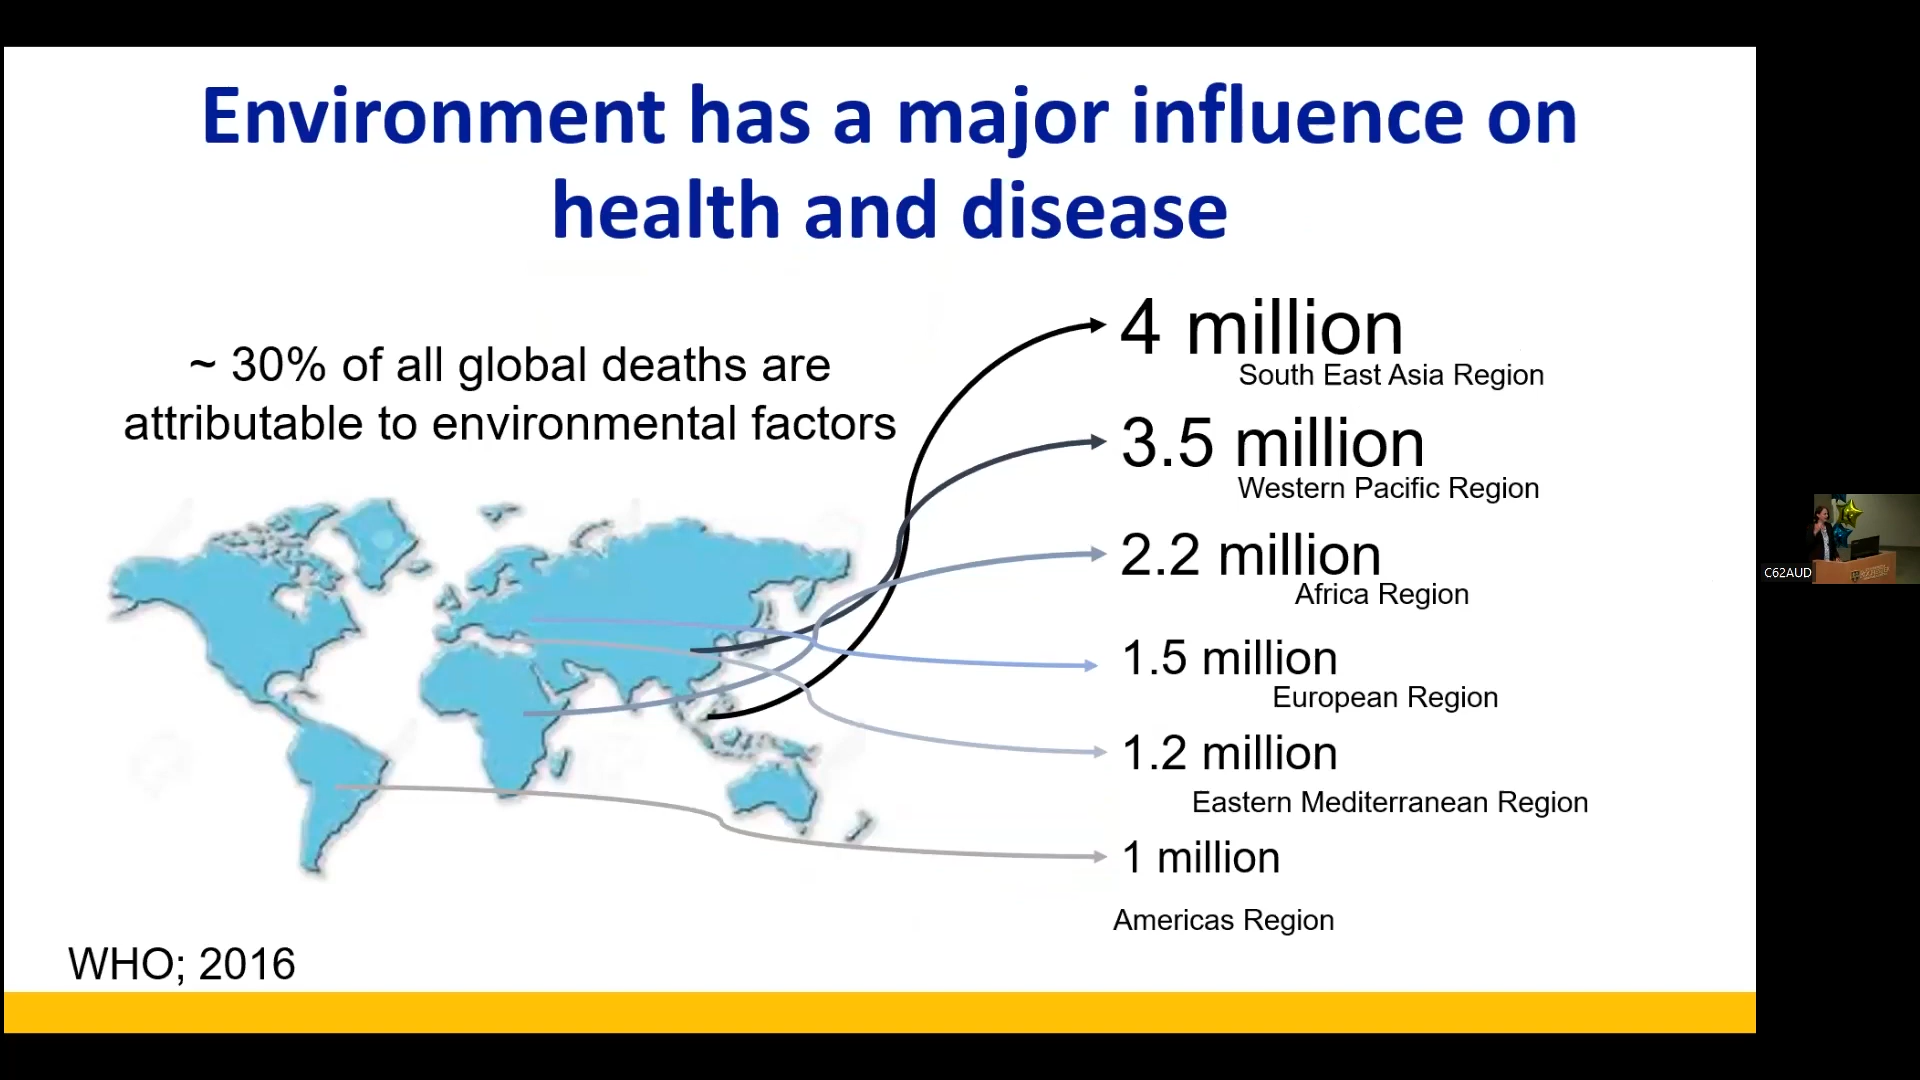 Environment has a major influence on
health and disease
~ 30% of all global deaths are
attributable to environmental factors
4 million
South East Asia Region
3.5 million
Western Pacific Region
2.2 million
Africa Region
1.5 million
European Region
1.2 million
Eastern Mediterranean Region
1 million
Americas Region
WHO; 2016
C62AUD